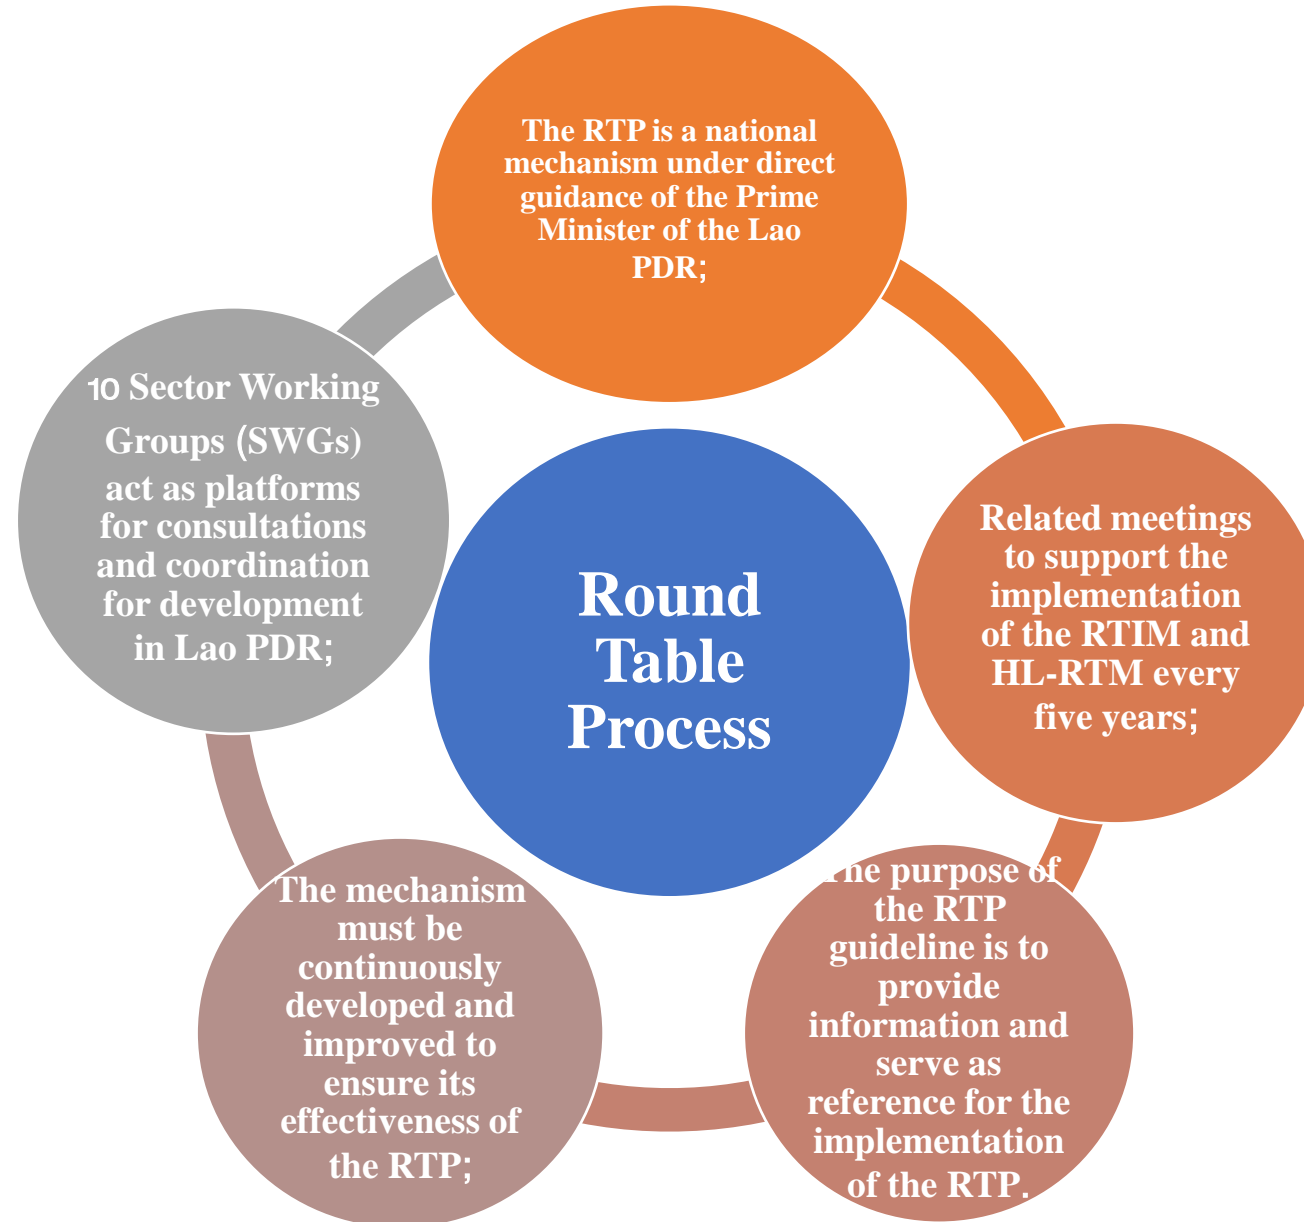 The RTP is a national
mechanism under direct
guidance of the Prime
Minister of the Lao
PDR;
Related meetings
to support the
implementation
of the RTIM and
HL-RTM every
five years;
The purpose of
the RTP
guideline is to
provide
information and
serve as
reference for the
implementation
of the RTP.
The mechanism
must be
continuously
developed and
improved to
ensure its
effectiveness of
the RTP;
10 Sector Working
Groups (SWGs)
act as platforms
for consultations
and coordination
for development
in Lao PDR;
Round
Table
Process